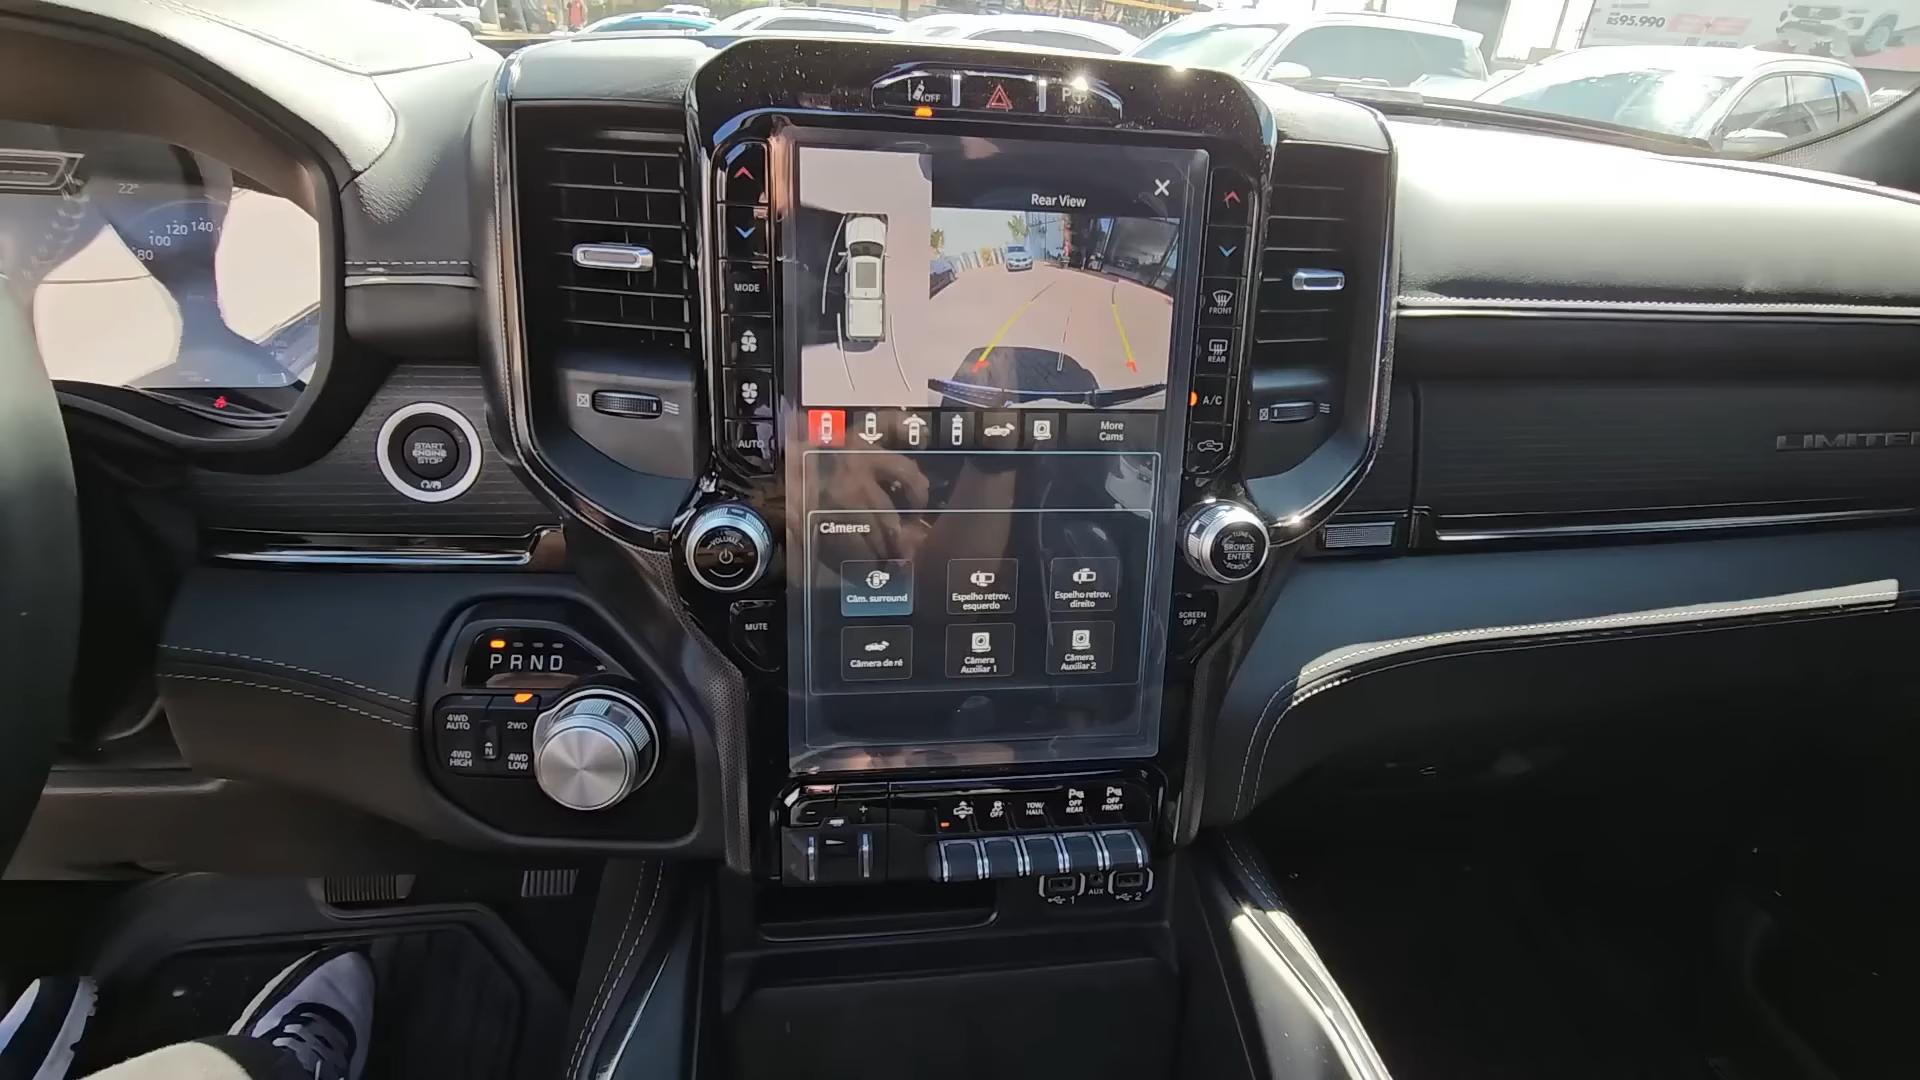 R$95.990
OFF
P
ON
22°
80
100
120
140
Rear View
MODE
FRONT
REAR
A/C
AUTO
More
Cams
START
ENGINE
STOP
LIMITED
Câmeras
VOLUME
TUNE
BROWSE
ENTER
SCROLL
Câm. surround
Espelho retrov.
esquerdo
Espelho retrov.
direito
MUTE
SCREEN
OFF
Câmera de ré
Câmera
Auxiliar 1
Câmera
Auxiliar 2
P R N D
4WD
AUTO
2WD
N
4WD
HIGH
4WD
LOW
- +
OFF
TOW/
HAUL
P
OFF
REAR
P
OFF
FRONT
1
AUX
2